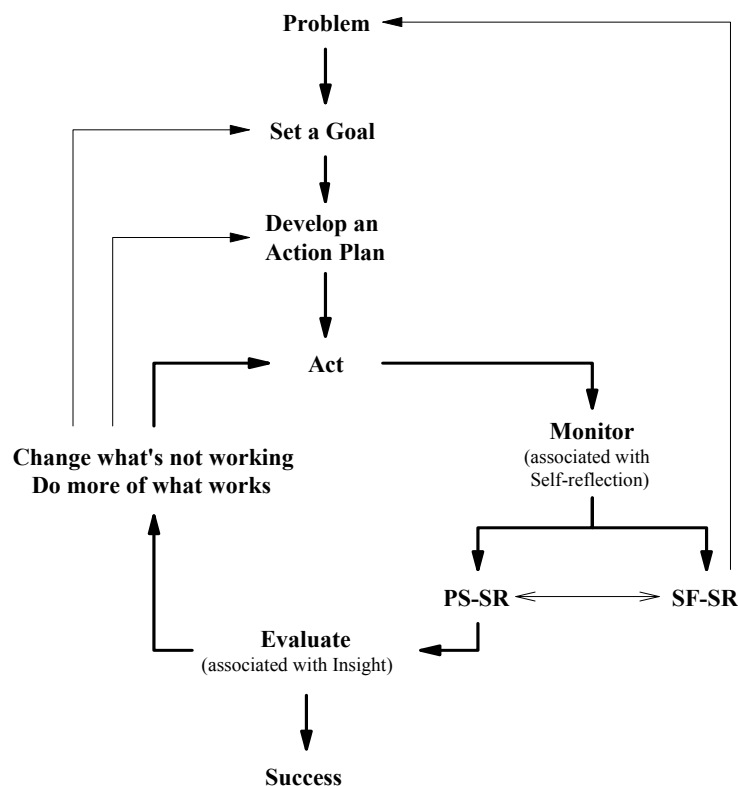 Problem
Set a Goal
Develop an
Action Plan
Act
Monitor
(associated with
Self-reflection)
Change what's not working
Do more of what works
PS-SR
SF-SR
Evaluate
(associated with Insight)
Success